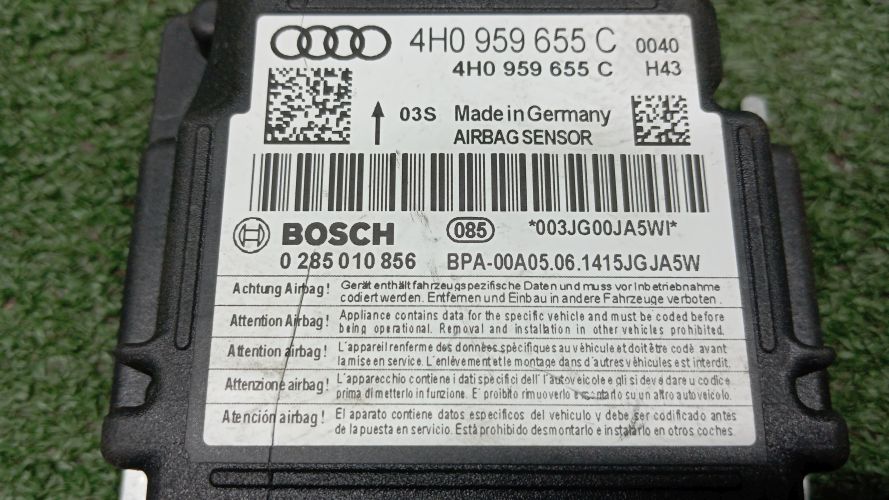 4H0 959 655 C 0040
4H0 959 655 C H43
03S Made in Germany
AIRBAG SENSOR
BOSCH 085 *003JG00JA5WI*
0 285 010 856 BPA-00A05.06.1415JGJA5W
Achtung Airbag! Gerät enthält fahrzeugspezifische Daten und muss vor Inbetriebnahme
codiert werden. Entfernen und Einbau in andere Fahrzeuge verboten.
Attention Airbag! Appliance contains data for the specific vehicle and must be coded before
being operational. Removal and installation in other vehicles prohibited.
Attention airbag! L'appareil renferme des données spécifiques au véhicule et doit être codé avant
la mise en service. L'enlèvement et le montage dans d'autres véhicules est interdit.
Attenzione airbag! L'apparecchio contiene i dati specifici dell'l'autoveicole e gli si deve dare u codice
prima di metterlo in funzione. E' proibito rimuoverlo e montarlo su un altro autoveicolo.
Atención airbag! El aparato contiene datos especificos del vehiculo y debe ser codificado antes
de la puesta en servicio. Está prohibido desmontarlo e instalarlo en otros coches.